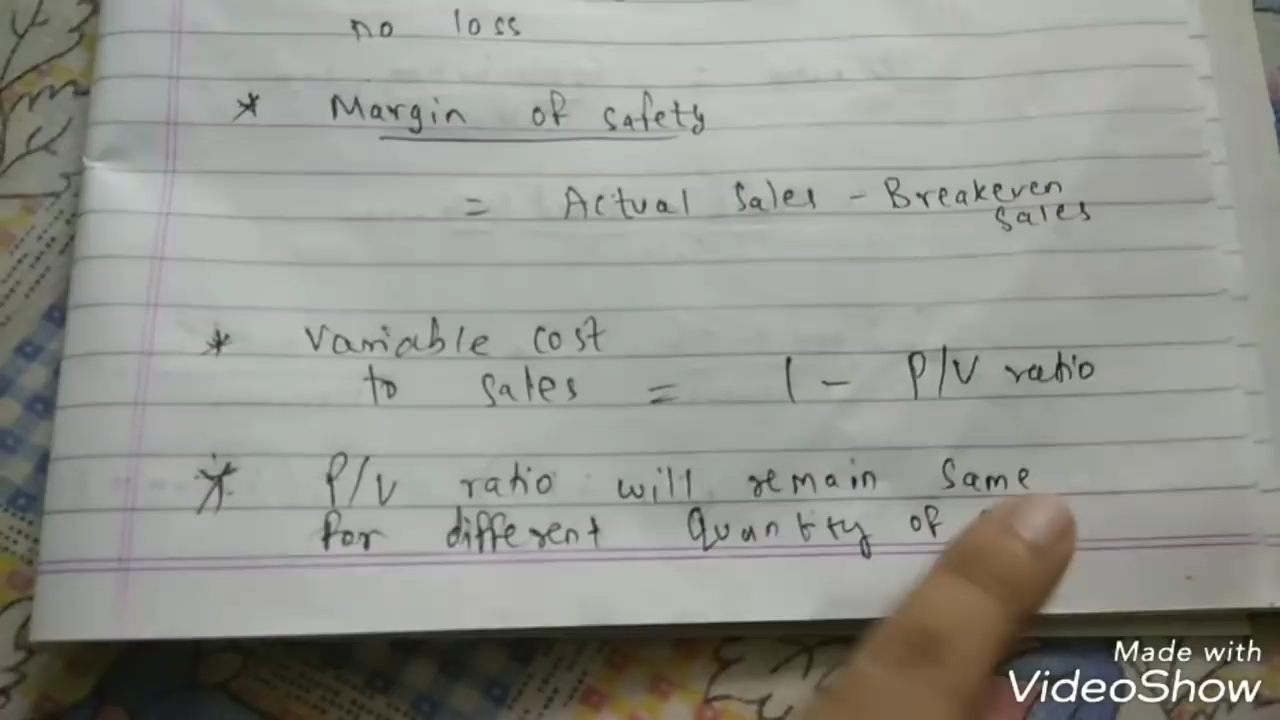 no loss
* Margin of safety
= Actual Sales - Breakeven
Sales
* Variable cost
to sales = 1 - P/V ratio
* P/V ratio will remain same
for different Quantity of
Made with
VideoShow